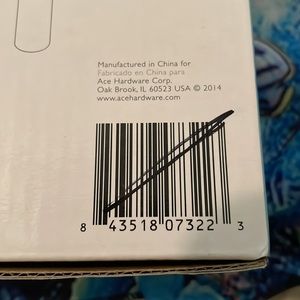 Manufactured in China for
Fabricado en China para
Ace Hardware Corp.
Oak Brook, IL 60523 USA © 2014
www.acehardware.com
8 43518 07322 3